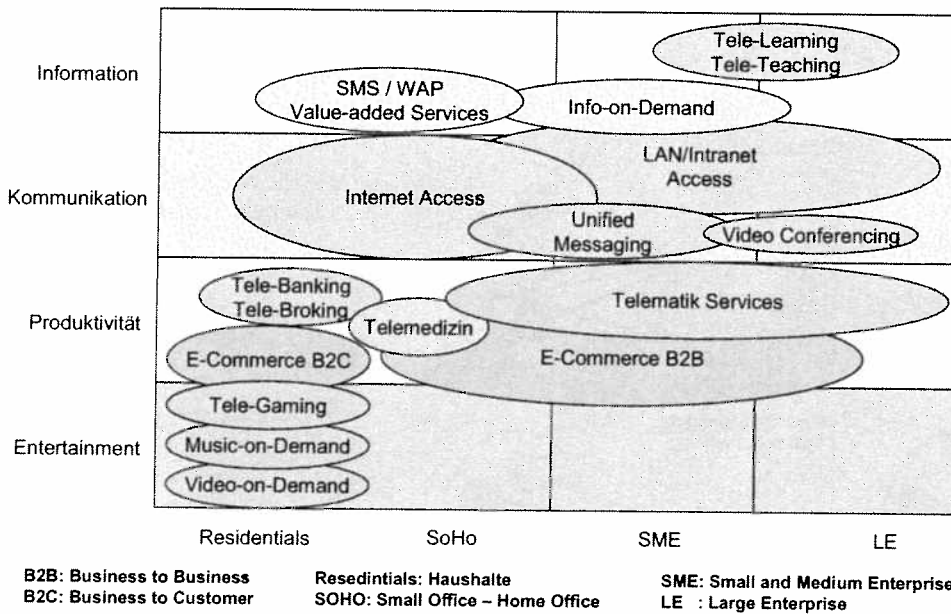 Information
Tele-Learning
Tele-Teaching
SMS / WAP
Value-added Services
Info-on-Demand
Kommunikation
LAN/Intranet
Access
Internet Access
Unified
Messaging
Video Conferencing
Produktivität
Tele-Banking
Tele-Broking
Telematik Services
Telemedizin
E-Commerce B2C
E-Commerce B2B
Entertainment
Tele-Gaming
Music-on-Demand
Video-on-Demand
Residentials SoHo SME LE
B2B: Business to Business Resedintials: Haushalte SME: Small and Medium Enterprise
B2C: Business to Customer SOHO: Small Office – Home Office LE : Large Enterprise